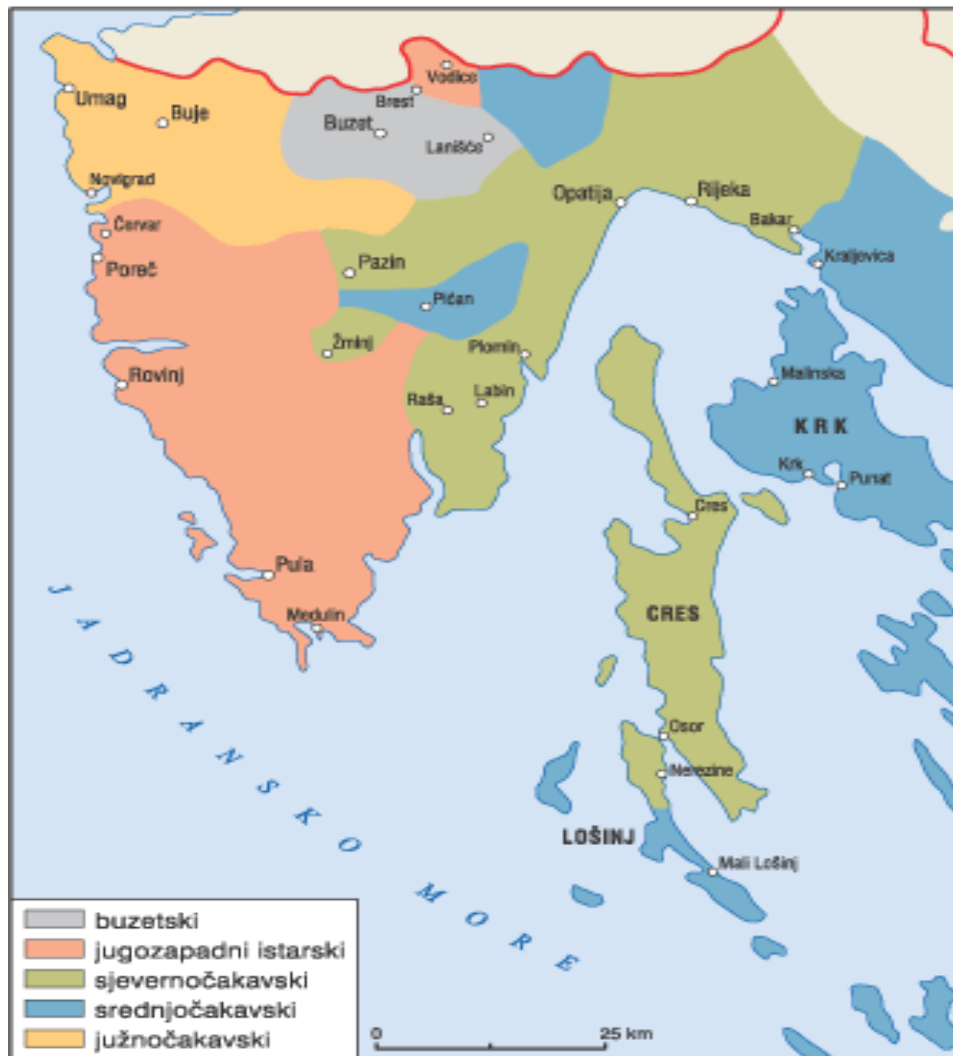 Umag
Buje
Vodice
Brest
Buzet
Lanišće
Novigrad
Červar
Poreč
Opatija
Rijeka
Bakar
Kraljevica
Pazin
Pićan
Žminj
Plomin
Rovinj
Raša
Labin
Malinska
KRK
Krk
Punat
Cres
Pula
Medulin
CRES
Osor
Nerezine
LOŠINJ
Mali Lošinj
JADRANSKO MORE
buzetski
jugozapadni istarski
sjevernočakavski
srednjočakavski
južnočakavski
0 25 km